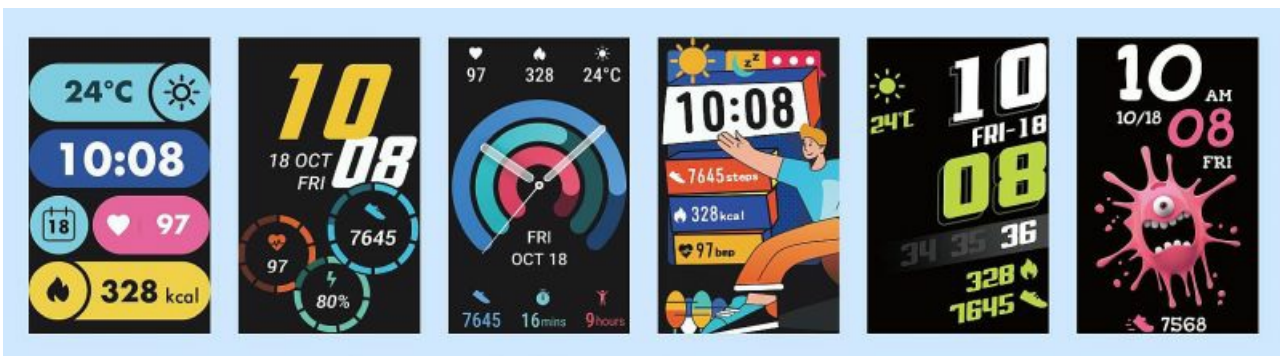 24°C
10:08
18
97
328 kcal
10
18 OCT
FRI
08
7645
97
80%
97 328 24°C
FRI
OCT 18
7645 16mins 9hours
zZ
10:08
7645steps
328kcal
97bep
24°C
10
FRI-18
08
34 35 36
328
7645
10
AM
10/18 08
FRI
7568